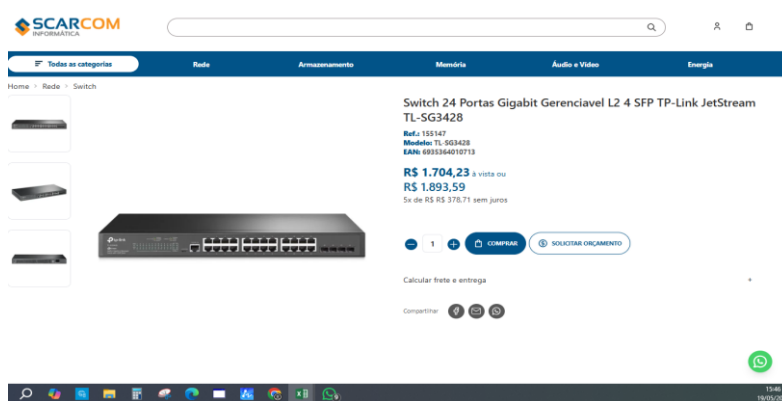 SCARCOM
INFORMÁTICA
Todas as categorias
Rede
Armazenamento
Memória
Áudio e Vídeo
Energia
Home > Rede > Switch
Switch 24 Portas Gigabit Gerenciavel L2 4 SFP TP-Link JetStream
TL-SG3428
Ref.: 155147
Modelo: TL-SG3428
EAN: 6935364010713
R$ 1.704,23 à vista ou
R$ 1.893,59
5x de R$ R$ 378,71 sem juros
1
COMPRAR
SOLICITAR ORÇAMENTO
Calcular frete e entrega
+
Compartilhar
15:46
19/05/20